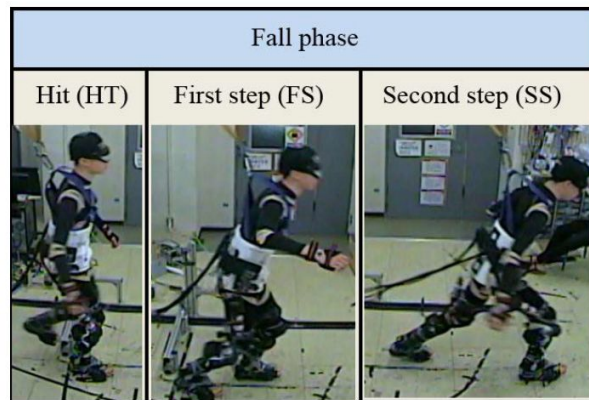 Fall phase
Hit (HT)
First step (FS)
Second step (SS)